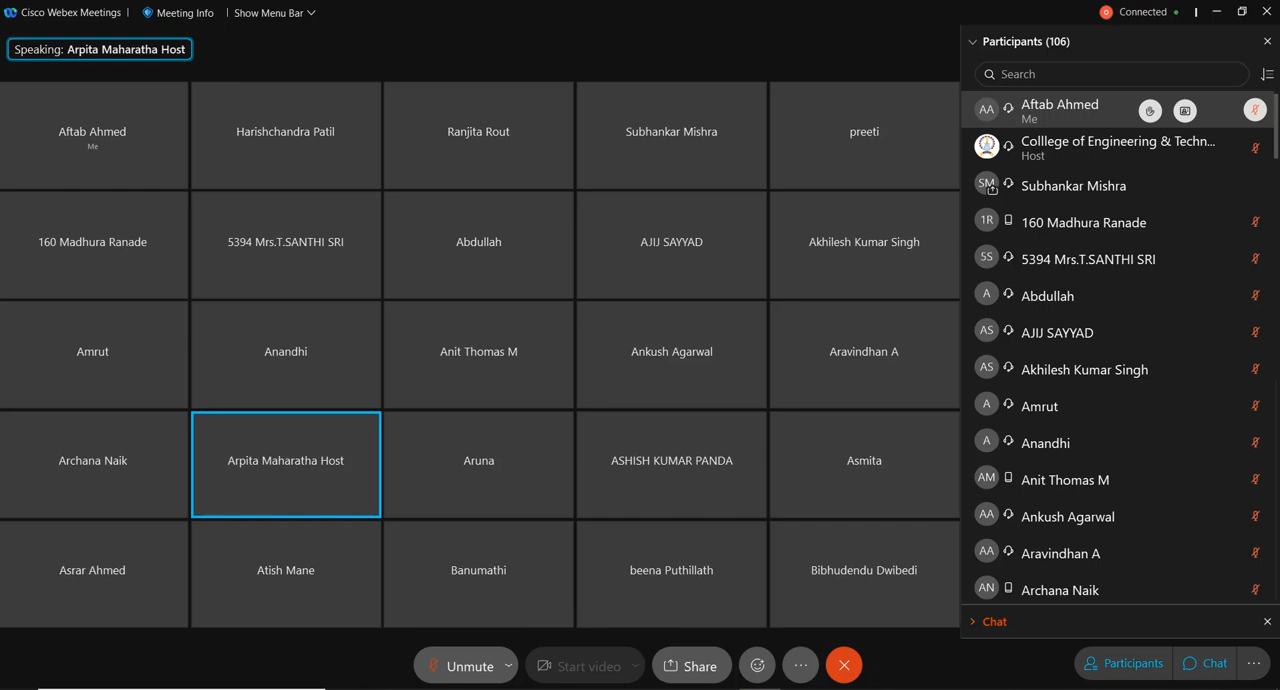 Cisco Webex Meetings | Meeting Info | Show Menu Bar
Connected
Speaking: Arpita Maharatha Host
Aftab Ahmed
Me
Harishchandra Patil
Ranjita Rout
Subhankar Mishra
preeti
160 Madhura Ranade
5394 Mrs.T.SANTHI SRI
Abdullah
AJIJ SAYYAD
Akhilesh Kumar Singh
Amrut
Anandhi
Anit Thomas M
Ankush Agarwal
Aravindhan A
Archana Naik
Arpita Maharatha Host
Aruna
ASHISH KUMAR PANDA
Asmita
Asrar Ahmed
Atish Mane
Banumathi
beena Puthillath
Bibhudendu Dwibedi
Participants (106)
Search
AA Aftab Ahmed
Me
Colllege of Engineering & Techn...
Host
SM Subhankar Mishra
1R 160 Madhura Ranade
SS 5394 Mrs.T.SANTHI SRI
A Abdullah
AS AJIJ SAYYAD
AS Akhilesh Kumar Singh
A Amrut
A Anandhi
AM Anit Thomas M
AA Ankush Agarwal
AA Aravindhan A
AN Archana Naik
Chat
Unmute
Start video
Share
Participants
Chat